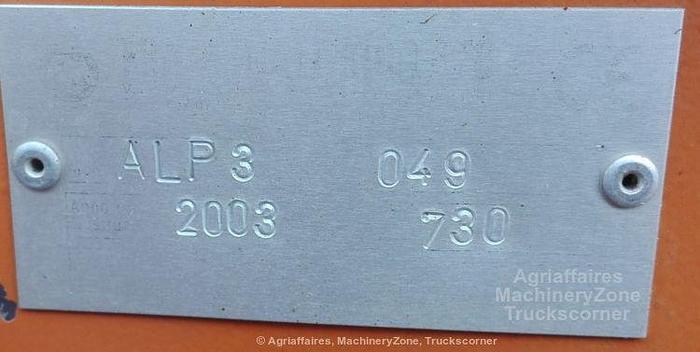 ALP3 049
2003 730
Agriaffaires
MachineryZone
Truckscorner
© Agriaffaires, MachineryZone, Truckscorner